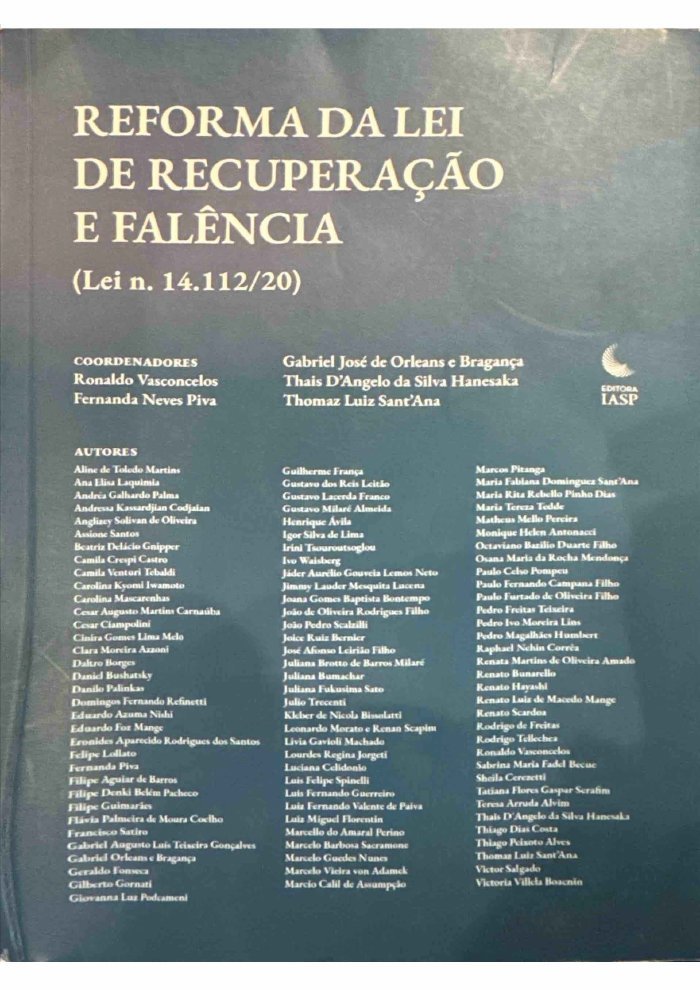 REFORMA DA LEI
DE RECUPERAÇÃO
E FALÊNCIA
(Lei n. 14.112/20)
COORDENADORES
Ronaldo Vasconcelos
Fernanda Neves Piva
Gabriel José de Orleans e Bragança
Thais D'Angelo da Silva Hanesaka
Thomaz Luiz Sant'Ana
EDITORA
IASP
AUTORES
Aline de Toledo Martins
Ana Elisa Laquimia
Andréa Galhardo Palma
Andressa Kassardjian Codjaian
Anglizey Solivan de Oliveira
Assione Santos
Beatriz Delácio Gnipper
Camila Crespi Castro
Camila Ventori Tebaldi
Carolina Kyomi Iwamoto
Carolina Mascarenhas
Cesar Augusto Martins Carnaúba
Cesar Ciampolini
Cinira Gomes Lima Melo
Clara Moreira Azzoni
Daltro Borges
Daniel Bushatsky
Danilo Palinkas
Domingos Fernando Refinetti
Eduardo Azuma Nishi
Eduardo Foz Mange
Eronides Aparecido Rodrigues dos Santos
Felipe Lollato
Fernanda Piva
Filipe Aguiar de Barros
Filipe Denki Belém Pacheco
Filipe Guimarães
Flávia Palmeira de Moura Coelho
Francisco Satiro
Gabriel Augusto Luís Teixeira Gonçalves
Gabriel Orleans e Bragança
Geraldo Fonseca
Gilberto Gornati
Giovanna Luz Podcameni
Guilherme França
Gustavo dos Reis Leitão
Gustavo Lacerda Franco
Gustavo Milaré Almeida
Henrique Ávila
Igor Silva de Lima
Irini Tsouroutsoglou
Ivo Waisberg
Jáder Aurélio Gouveia Lemos Neto
Jimmy Lauder Mesquita Lucena
Joana Gomes Baptista Bontempo
João de Oliveira Rodrigues Filho
João Pedro Scalzilli
Joice Ruiz Bernier
José Afonso Leirião Filho
Juliana Brotto de Barros Milaré
Juliana Bumachar
Juliana Fukusima Sato
Julio Trecenti
Kleber de Nicola Bissolatti
Leonardo Morato e Renan Scapim
Livia Gavioli Machado
Lourdes Regina Jorgeti
Luciana Celidonio
Luis Felipe Spinelli
Luis Fernando Guerreiro
Luiz Fernando Valente de Paiva
Luiz Miguel Florentin
Marcello do Amaral Perino
Marcelo Barbosa Sacramone
Marcelo Guedes Nunes
Marcelo Vieira von Adamek
Marcio Calil de Assumpção
Marcos Pitanga
Maria Fabiana Dominguez Sant'Ana
Maria Rita Rebello Pinho Dias
Maria Tereza Tedde
Matheus Mello Pereira
Monique Helen Antonacci
Octaviano Bazilio Duarte Filho
Osana Maria da Rocha Mendonça
Paulo Celso Pompeu
Paulo Fernando Campana Filho
Paulo Furtado de Oliveira Filho
Pedro Freitas Teixeira
Pedro Ivo Moreira Lins
Pedro Magalhães Humbert
Raphael Nehin Corrêa
Renata Martins de Oliveira Amado
Renato Bunarello
Renato Hayashi
Renato Luiz de Macedo Mange
Renato Scardoa
Rodrigo de Freitas
Rodrigo Tellechea
Ronaldo Vasconcelos
Sabrina Maria Fadel Becue
Sheila Cerezetti
Tatiana Flores Gaspar Serafim
Teresa Arruda Alvim
Thais D'Angelo da Silva Hanesaka
Thiago Dias Costa
Thiago Peixoto Alves
Thomaz Luiz Sant'Ana
Victor Salgado
Victoria Villela Boacnin